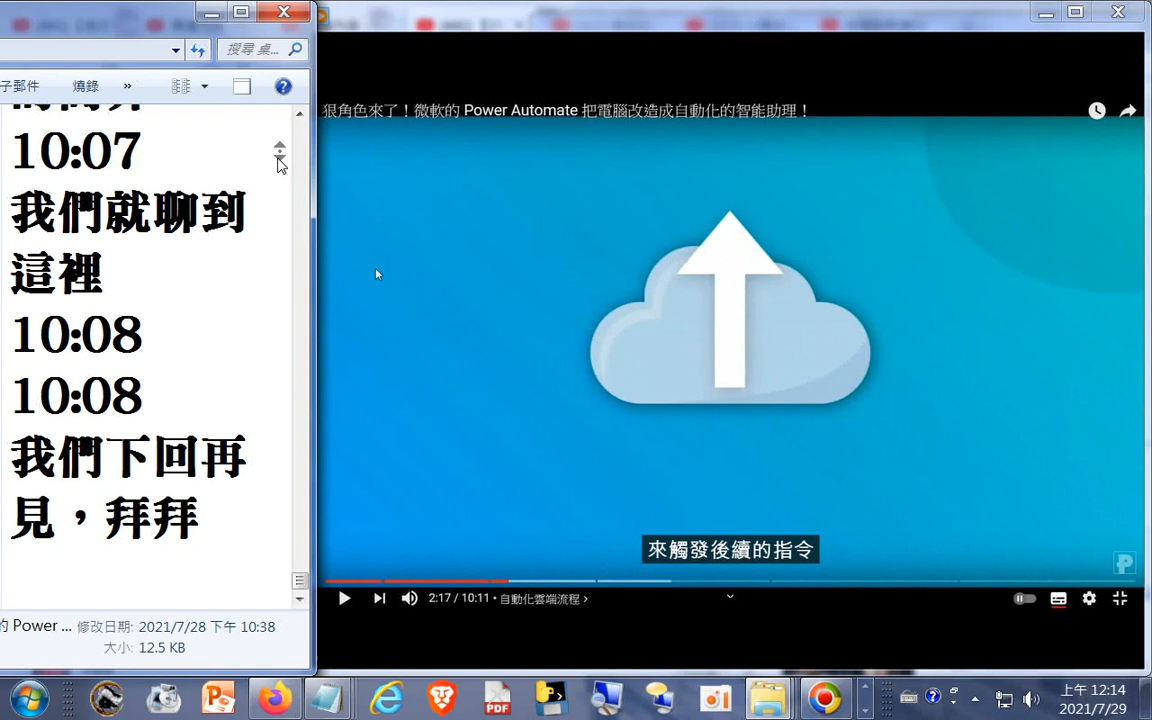 搜尋 桌...
子郵件
燒錄
»
10:07
我們就聊到
這裡
10:08
10:08
我們下回再
見，拜拜
的 Power ... 修改日期: 2021/7/28 下午 10:38
大小: 12.5 KB
狠角色來了！微軟的 Power Automate 把電腦改造成自動化的智能助理！
來觸發後續的指令
2:17 / 10:11 • 自動化雲端流程 ›
PDF
上午 12:14
2021/7/29